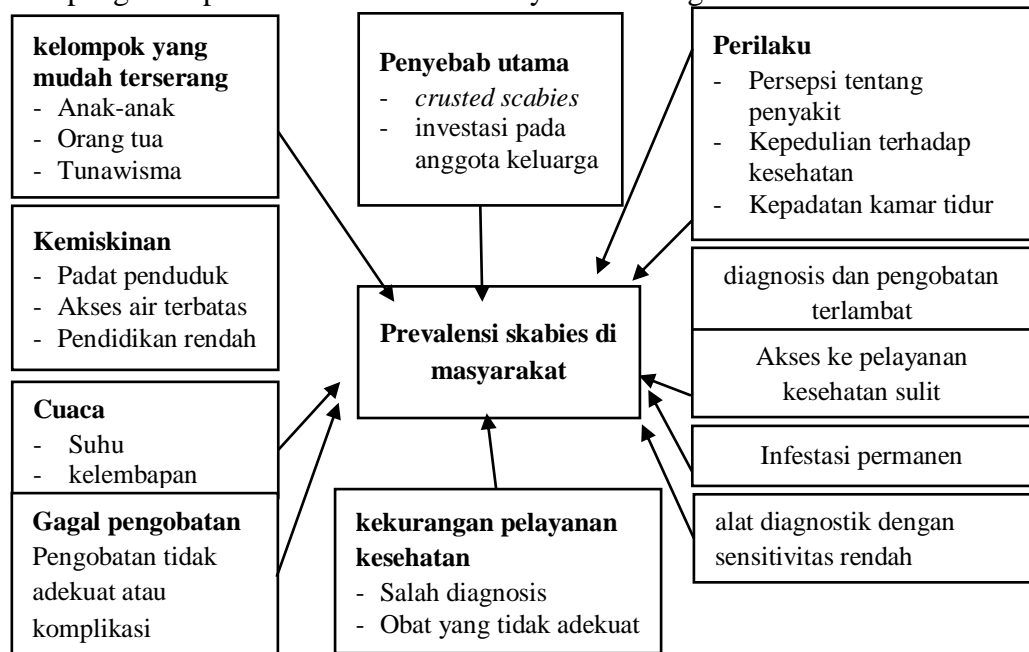 kelompok yang
mudah terserang
- Anak-anak
- Orang tua
- Tunawisma
Penyebab utama
- crusted scabies
- investasi pada
anggota keluarga
Perilaku
- Persepsi tentang
penyakit
- Kepedulian terhadap
kesehatan
- Kepadatan kamar tidur
Kemiskinan
- Padat penduduk
- Akses air terbatas
- Pendidikan rendah
Prevalensi skabies di
masyarakat
diagnosis dan pengobatan
terlambat
Akses ke pelayanan
kesehatan sulit
Cuaca
- Suhu
- kelembapan
Infestasi permanen
Gagal pengobatan
Pengobatan tidak
adekuat atau
komplikasi
kekurangan pelayanan
kesehatan
- Salah diagnosis
- Obat yang tidak adekuat
alat diagnostik dengan
sensitivitas rendah